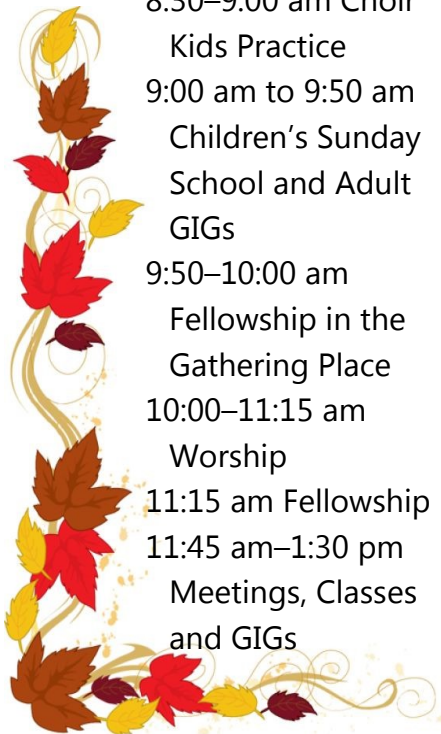 8:30–9:00 am Choir
Kids Practice
9:00 am to 9:50 am
Children’s Sunday
School and Adult
GIGs
9:50–10:00 am
Fellowship in the
Gathering Place
10:00–11:15 am
Worship
11:15 am Fellowship
11:45 am–1:30 pm
Meetings, Classes
and GIGs